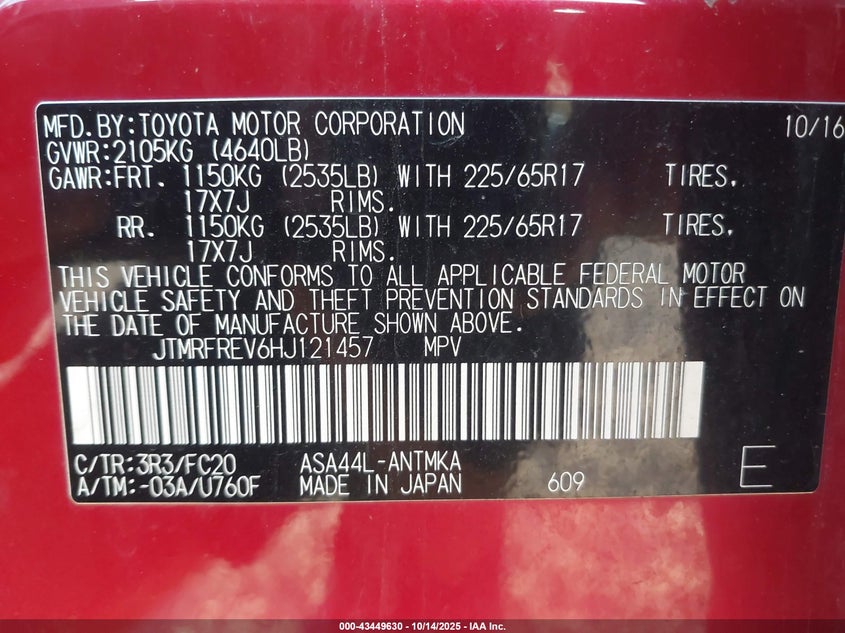 MFD.BY:TOYOTA MOTOR CORPORATION 10/16
GVWR:2105KG (4640LB)
GAWR:FRT. 1150KG (2535LB) WITH 225/65R17 TIRES,
17X7J RIMS.
RR. 1150KG (2535LB) WITH 225/65R17 TIRES,
17X7J RIMS.
THIS VEHICLE CONFORMS TO ALL APPLICABLE FEDERAL MOTOR
VEHICLE SAFETY AND THEFT PREVENTION STANDARDS IN EFFECT ON
THE DATE OF MANUFACTURE SHOWN ABOVE.
JTMRFREV6HJ121457 MPV
C/TR:3R3/FC20 ASA44L-ANTMKA E
A/TM:-03A/U760F MADE IN JAPAN 609
000-43449630 - 10/14/2025 - IAA Inc.